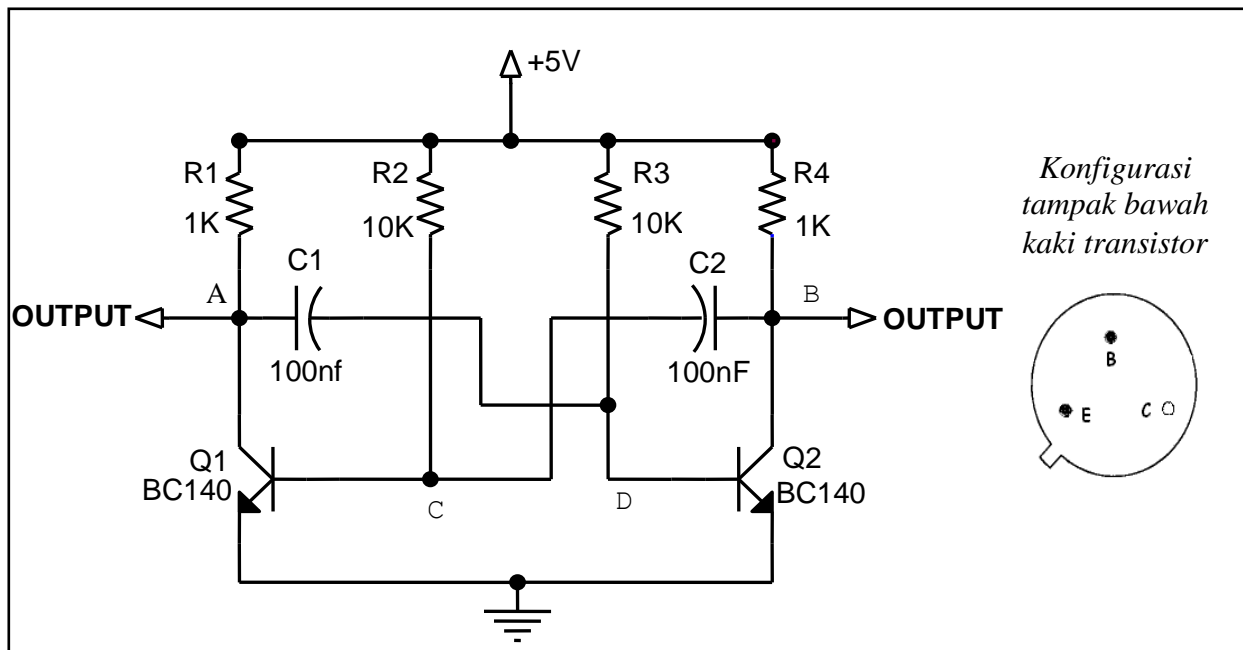 +5V
R1
1K
R2
10K
R3
10K
R4
1K
Konfigurasi
tampak bawah
kaki transistor
C1
100nf
C2
100nF
A
B
OUTPUT
OUTPUT
B
E
C
Q1
BC140
C
D
Q2
BC140